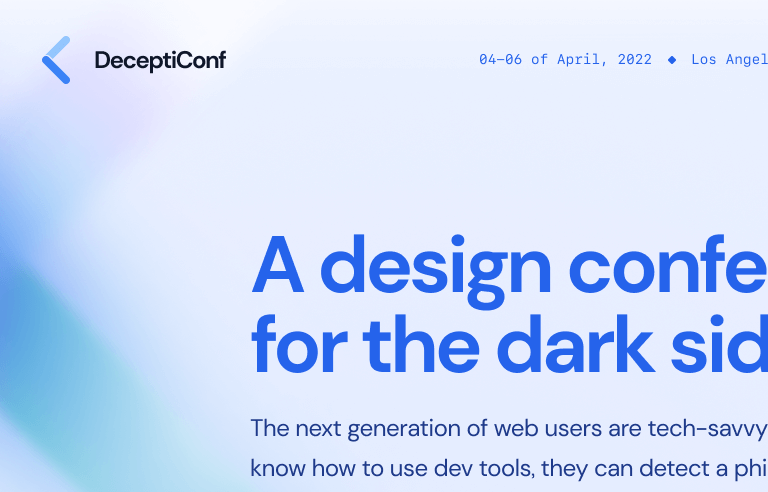 DeceptiConf
04–06 of April, 2022 ◆ Los Angel
A design confe
for the dark sid
The next generation of web users are tech-savvy
know how to use dev tools, they can detect a phi